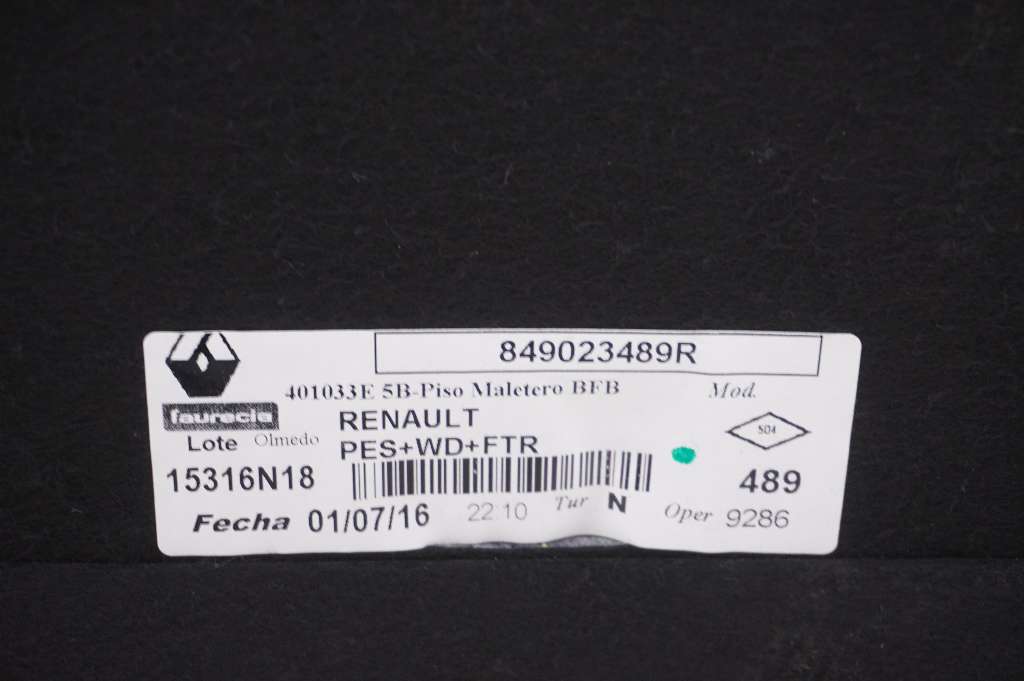 849023489R
401033E 5B-Piso Maletero BFB Mod.
faurecia RENAULT
Lote Olmedo PES+WD+FTR S04
15316N18 489
Fecha 01/07/16 22:10 Tur N Oper 9286